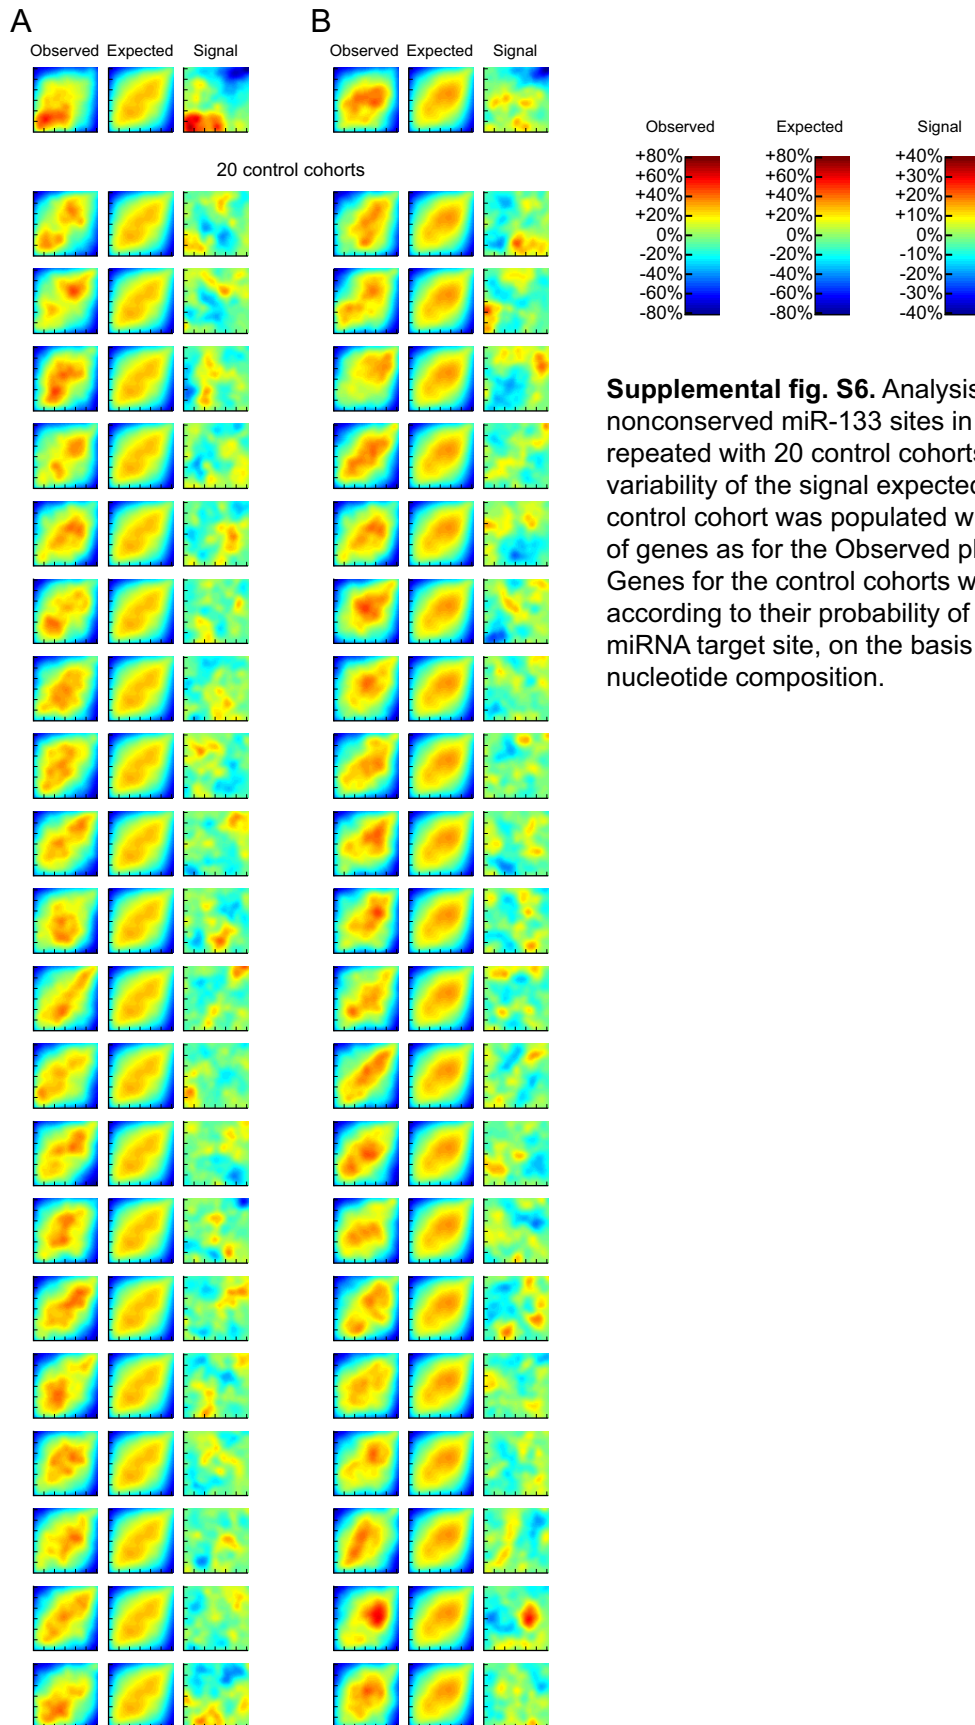 A
B
Observed Expected Signal
Observed Expected Signal
20 control cohorts
Observed
+80%
+60%
+40%
+20%
0%
-20%
-40%
-60%
-80%
Expected
+80%
+60%
+40%
+20%
0%
-20%
-40%
-60%
-80%
Signal
+40%
+30%
+20%
+10%
0%
-10%
-20%
-30%
-40%
Supplemental fig. S6. Analysis
nonconserved miR-133 sites in
repeated with 20 control cohorts
variability of the signal expected
control cohort was populated w
of genes as for the Observed pl
Genes for the control cohorts w
according to their probability of
miRNA target site, on the basis
nucleotide composition.